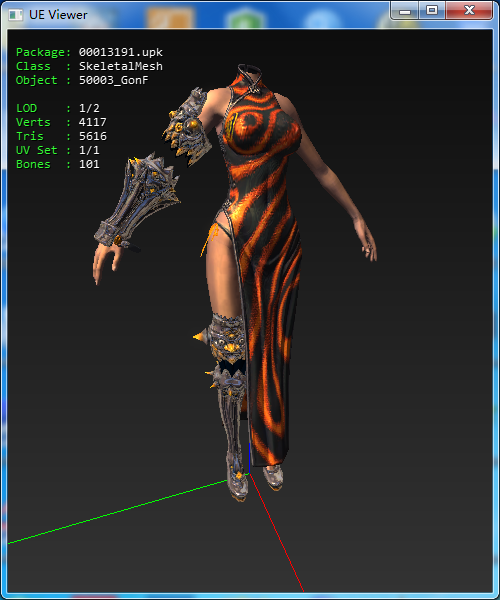 UE Viewer
Package: 00013191.upk
Class : SkeletalMesh
Object : 50003_GonF
LOD : 1/2
Verts : 4117
Tris : 5616
UV Set : 1/1
Bones : 101